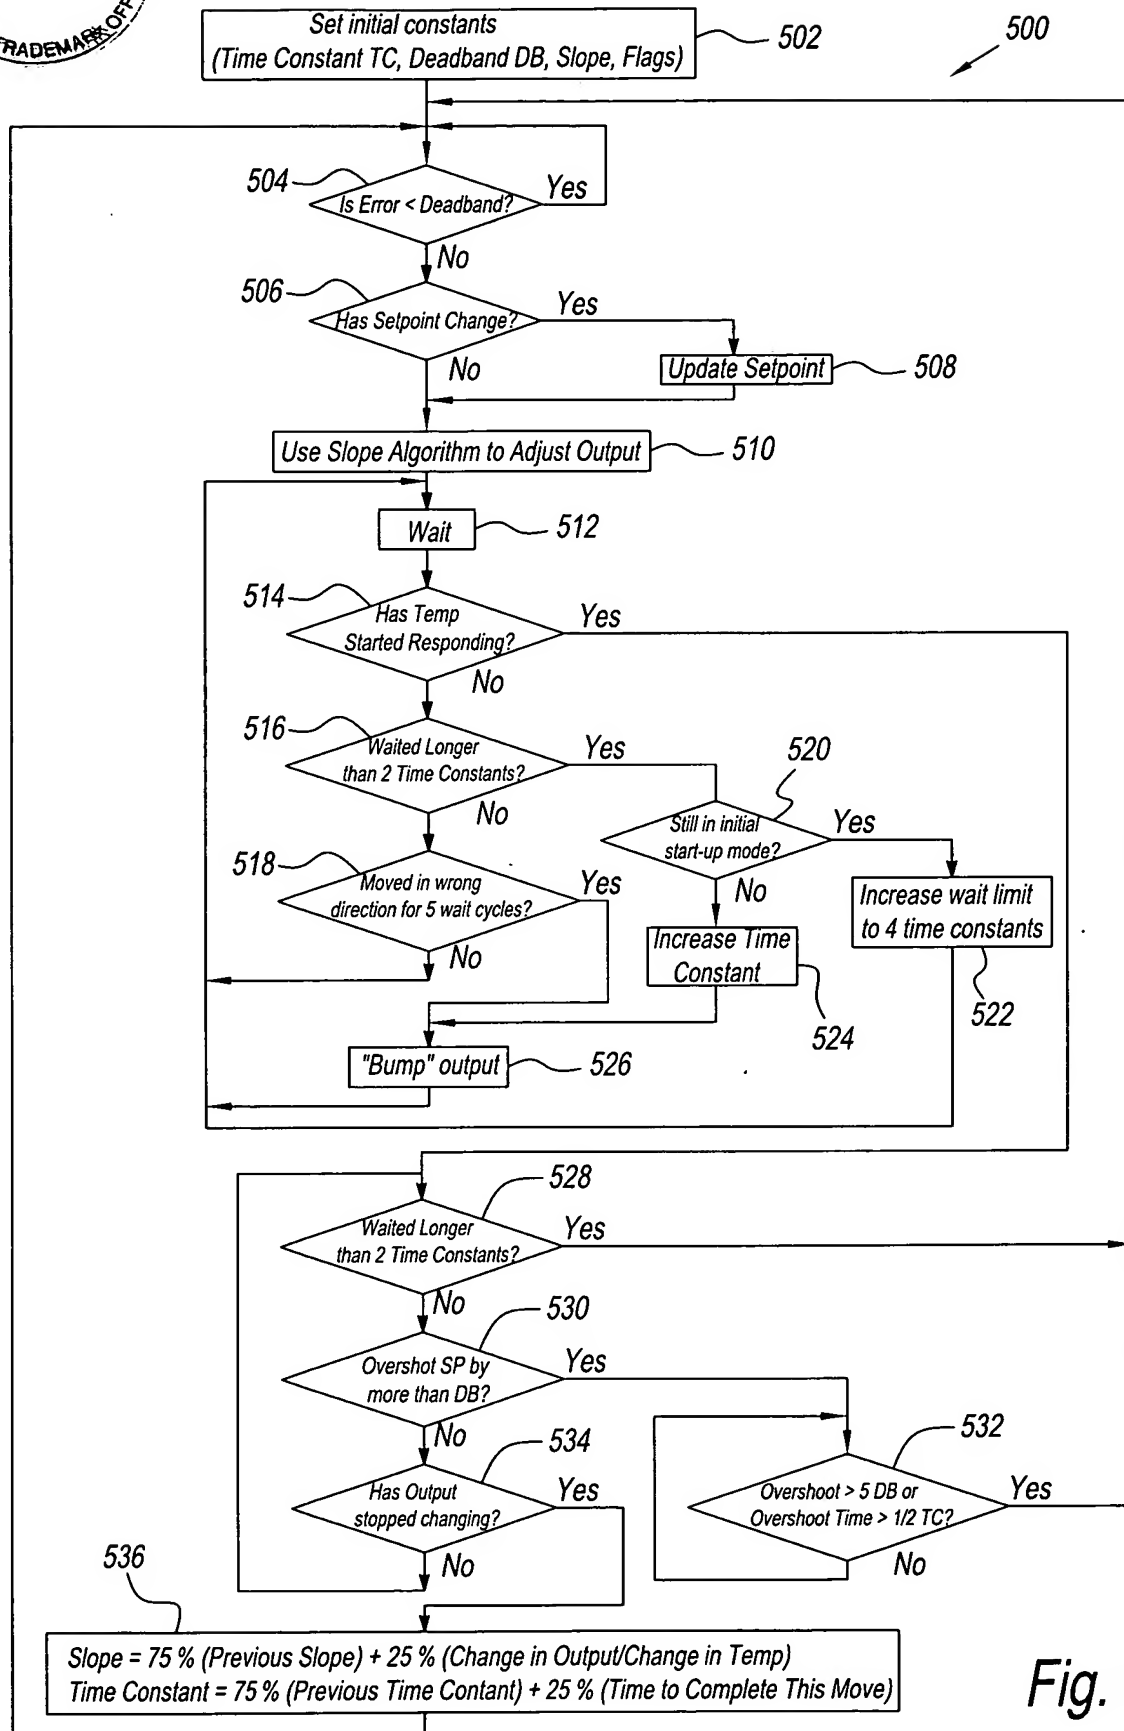 TRADEMARK OFF
Set initial constants
(Time Constant TC, Deadband DB, Slope, Flags)
502
500
504
Is Error < Deadband?
Yes
No
506
Has Setpoint Change?
Yes
No
Update Setpoint
508
Use Slope Algorithm to Adjust Output
510
Wait
512
514
Has Temp
Started Responding?
Yes
No
516
Waited Longer
than 2 Time Constants?
Yes
No
520
Still in initial
start-up mode?
Yes
No
518
Moved in wrong
direction for 5 wait cycles?
Yes
No
Increase wait limit
to 4 time constants
522
Increase Time
Constant
524
"Bump" output
526
528
Waited Longer
than 2 Time Constants?
Yes
No
530
Overshot SP by
more than DB?
Yes
No
532
Overshoot > 5 DB or
Overshoot Time > 1/2 TC?
Yes
No
534
Has Output
stopped changing?
Yes
No
536
Slope = 75 % (Previous Slope) + 25 % (Change in Output/Change in Temp)
Time Constant = 75 % (Previous Time Contant) + 25 % (Time to Complete This Move)
Fig.